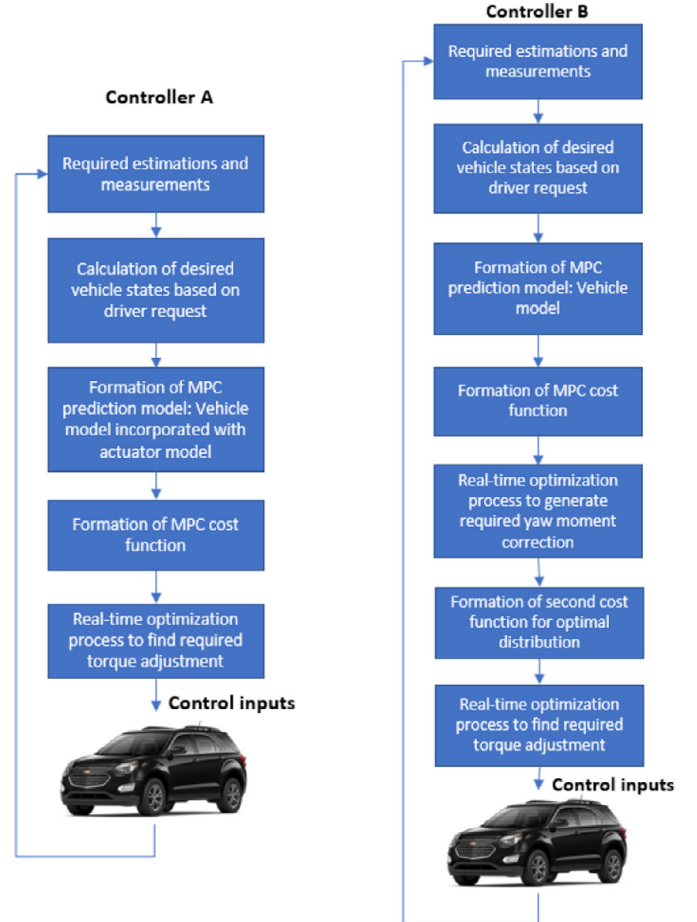 Controller A
Required estimations and
measurements
Calculation of desired
vehicle states based on
driver request
Formation of MPC
prediction model: Vehicle
model incorporated with
actuator model
Formation of MPC cost
function
Real-time optimization
process to find required
torque adjustment
Control inputs
Controller B
Required estimations and
measurements
Calculation of desired
vehicle states based on
driver request
Formation of MPC
prediction model: Vehicle
model
Formation of MPC cost
function
Real-time optimization
process to generate
required yaw moment
correction
Formation of second cost
function for optimal
distribution
Real-time optimization
process to find required
torque adjustment
Control inputs